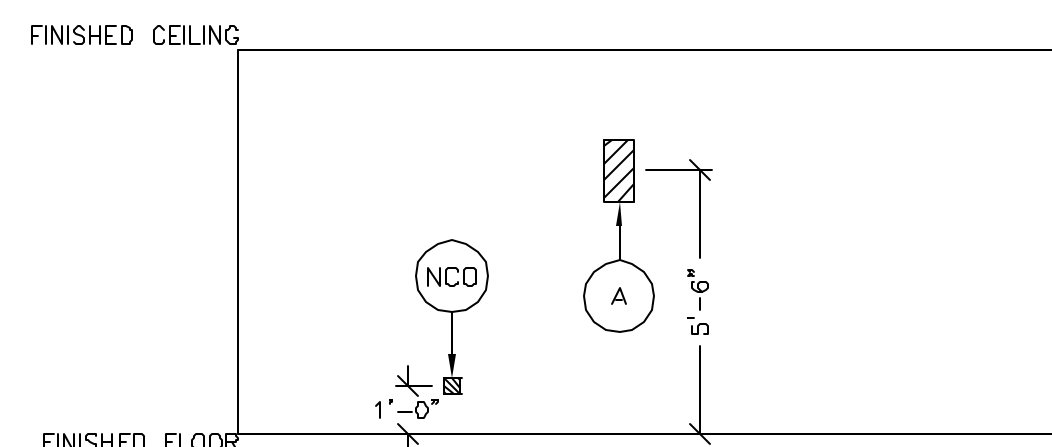 FINISHED CEILING
NCO
A
5'-6"
1'-0"
FINISHED FLOOR